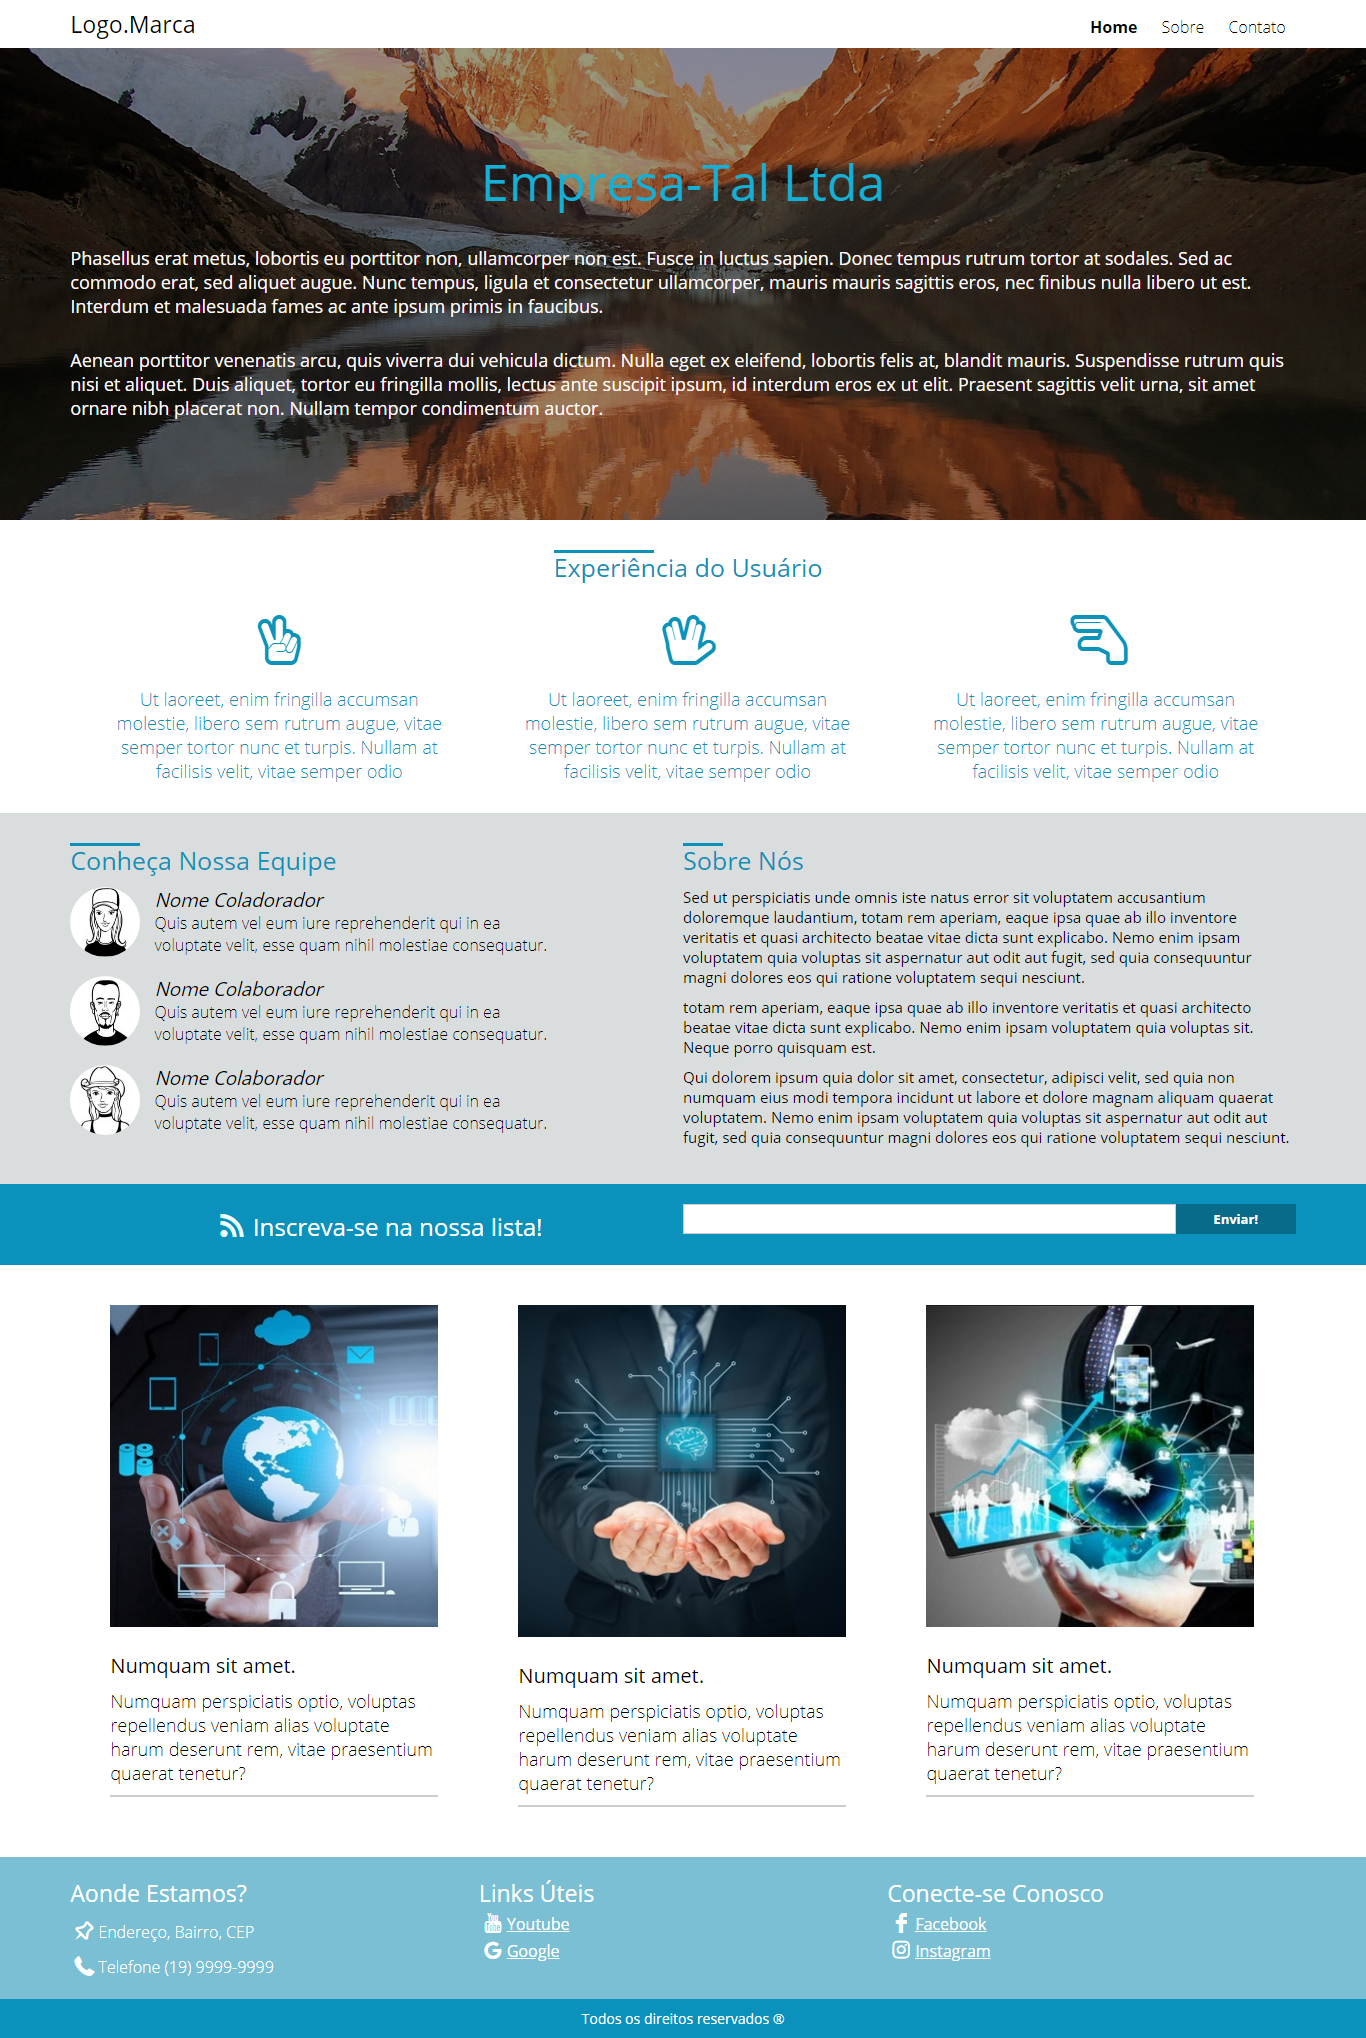 Logo.Marca
Home Sobre Contato
Empresa-Tal Ltda
Phasellus erat metus, lobortis eu porttitor non, ullamcorper non est. Fusce in luctus sapien. Donec tempus rutrum tortor at sodales. Sed ac
commodo erat, sed aliquet augue. Nunc tempus, ligula et consectetur ullamcorper, mauris mauris sagittis eros, nec finibus nulla libero ut est.
Interdum et malesuada fames ac ante ipsum primis in faucibus.
Aenean porttitor venenatis arcu, quis viverra dui vehicula dictum. Nulla eget ex eleifend, lobortis felis at, blandit mauris. Suspendisse rutrum quis
nisi et aliquet. Duis aliquet, tortor eu fringilla mollis, lectus ante suscipit ipsum, id interdum eros ex ut elit. Praesent sagittis velit urna, sit amet
ornare nibh placerat non. Nullam tempor condimentum auctor.
Experiência do Usuário
Ut laoreet, enim fringilla accumsan
molestie, libero sem rutrum augue, vitae
semper tortor nunc et turpis. Nullam at
facilisis velit, vitae semper odio
Ut laoreet, enim fringilla accumsan
molestie, libero sem rutrum augue, vitae
semper tortor nunc et turpis. Nullam at
facilisis velit, vitae semper odio
Ut laoreet, enim fringilla accumsan
molestie, libero sem rutrum augue, vitae
semper tortor nunc et turpis. Nullam at
facilisis velit, vitae semper odio
Conheça Nossa Equipe
Nome Coladorador
Quis autem vel eum iure reprehenderit qui in ea
voluptate velit, esse quam nihil molestiae consequatur.
Nome Colaborador
Quis autem vel eum iure reprehenderit qui in ea
voluptate velit, esse quam nihil molestiae consequatur.
Nome Colaborador
Quis autem vel eum iure reprehenderit qui in ea
voluptate velit, esse quam nihil molestiae consequatur.
Sobre Nós
Sed ut perspiciatis unde omnis iste natus error sit voluptatem accusantium
doloremque laudantium, totam rem aperiam, eaque ipsa quae ab illo inventore
veritatis et quasi architecto beatae vitae dicta sunt explicabo. Nemo enim ipsam
voluptatem quia voluptas sit aspernatur aut odit aut fugit, sed quia consequuntur
magni dolores eos qui ratione voluptatem sequi nesciunt.
totam rem aperiam, eaque ipsa quae ab illo inventore veritatis et quasi architecto
beatae vitae dicta sunt explicabo. Nemo enim ipsam voluptatem quia voluptas sit.
Neque porro quisquam est.
Qui dolorem ipsum quia dolor sit amet, consectetur, adipisci velit, sed quia non
numquam eius modi tempora incidunt ut labore et dolore magnam aliquam quaerat
voluptatem. Nemo enim ipsam voluptatem quia voluptas sit aspernatur aut odit aut
fugit, sed quia consequuntur magni dolores eos qui ratione voluptatem sequi nesciunt.
Inscreva-se na nossa lista!
Enviar!
Numquam sit amet.
Numquam perspiciatis optio, voluptas
repellendus veniam alias voluptate
harum deserunt rem, vitae praesentium
quaerat tenetur?
Numquam sit amet.
Numquam perspiciatis optio, voluptas
repellendus veniam alias voluptate
harum deserunt rem, vitae praesentium
quaerat tenetur?
Numquam sit amet.
Numquam perspiciatis optio, voluptas
repellendus veniam alias voluptate
harum deserunt rem, vitae praesentium
quaerat tenetur?
Aonde Estamos?
Endereço, Bairro, CEP
Telefone (19) 9999-9999
Links Úteis
You
Tube Youtube
Google
Conecte-se Conosco
Facebook
Instagram
Todos os direitos reservados ®